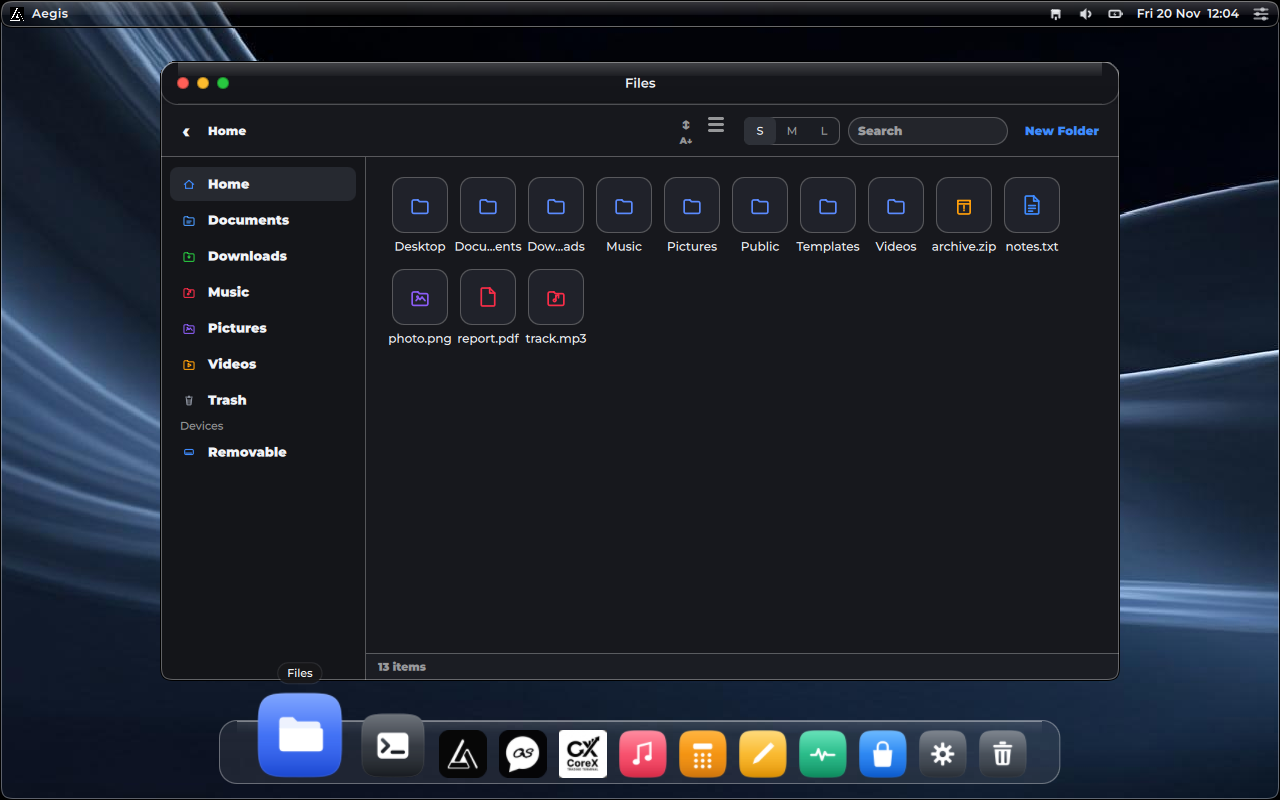 Aegis
Fri 20 Nov 12:04
Files
Home
A+
S M L
Search
New Folder
Home
Documents
Downloads
Music
Pictures
Videos
Trash
Devices
Removable
Desktop Docu...ents Dow...ads Music Pictures Public Templates Videos archive.zip notes.txt
photo.png report.pdf track.mp3
13 items
Files
as
CX
CoreX